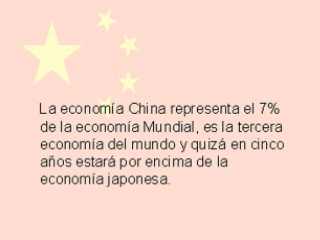 La economía China representa el 7%
de la economía Mundial, es la tercera
economía del mundo y quizá en cinco
años estará por encima de la
economía japonesa.